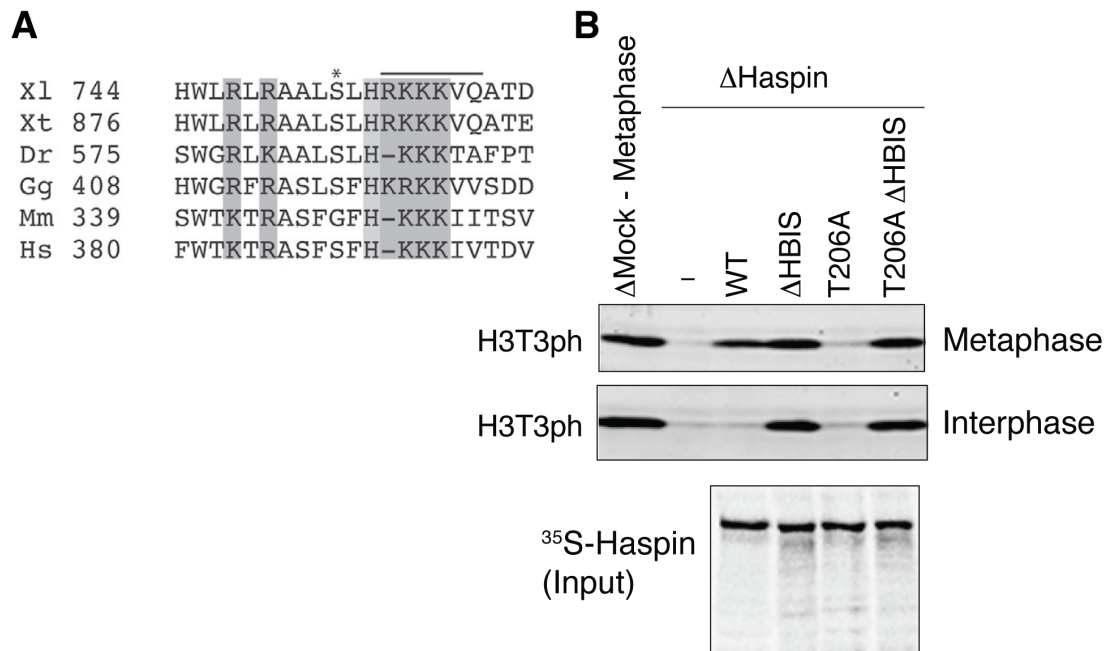 A
*
Xl 744 HWLRLRAALSLHRKKKVQATD
Xt 876 HWLRLRAALSLHRKKKVQATE
Dr 575 SWGRLKAALSLH-KKKTAFPT
Gg 408 HWGRFRASLSFHKRKKVVSDD
Mm 339 SWTKTRASFGFH-KKKIITSV
Hs 380 FWTKTRASFSFH-KKKIVTDV
B
ΔMock - Metaphase
ΔHaspin
–
WT
ΔHBIS
T206A
T206A ΔHBIS
H3T3ph Metaphase
H3T3ph Interphase
³⁵S-Haspin
(Input)